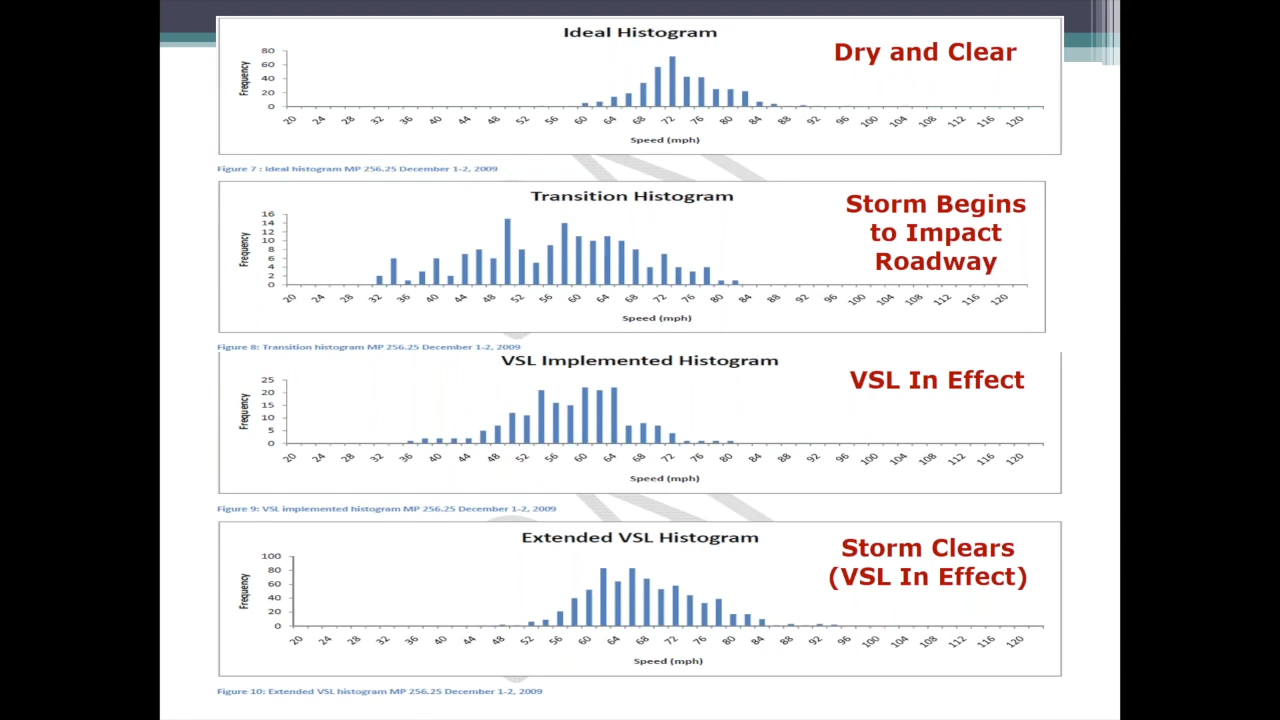 Ideal Histogram
Dry and Clear
Frequency
80
60
40
20
0
20 24 28 32 36 40 44 48 52 56 60 64 68 72 76 80 84 88 92 96 100 104 108 112 116 120
Speed (mph)
Figure 7 : Ideal histogram MP 256.25 December 1-2, 2009
Transition Histogram
Storm Begins
to Impact
Roadway
Frequency
16
14
12
10
8
6
4
2
0
20 24 28 32 36 40 44 48 52 56 60 64 68 72 76 80 84 88 92 96 100 104 108 112 116 120
Speed (mph)
Figure 8: Transition histogram MP 256.25 December 1-2, 2009
VSL Implemented Histogram
VSL In Effect
Frequency
25
20
15
10
5
0
20 24 28 32 36 40 44 48 52 56 60 64 68 72 76 80 84 88 92 96 100 104 108 112 116 120
Speed (mph)
Figure 9: VSL implemented histogram MP 256.25 December 1-2, 2009
Extended VSL Histogram
Storm Clears
(VSL In Effect)
Frequency
100
80
60
40
20
0
20 24 28 32 36 40 44 48 52 56 60 64 68 72 76 80 84 88 92 96 100 104 108 112 116 120
Speed (mph)
Figure 10: Extended VSL histogram MP 256.25 December 1-2, 2009